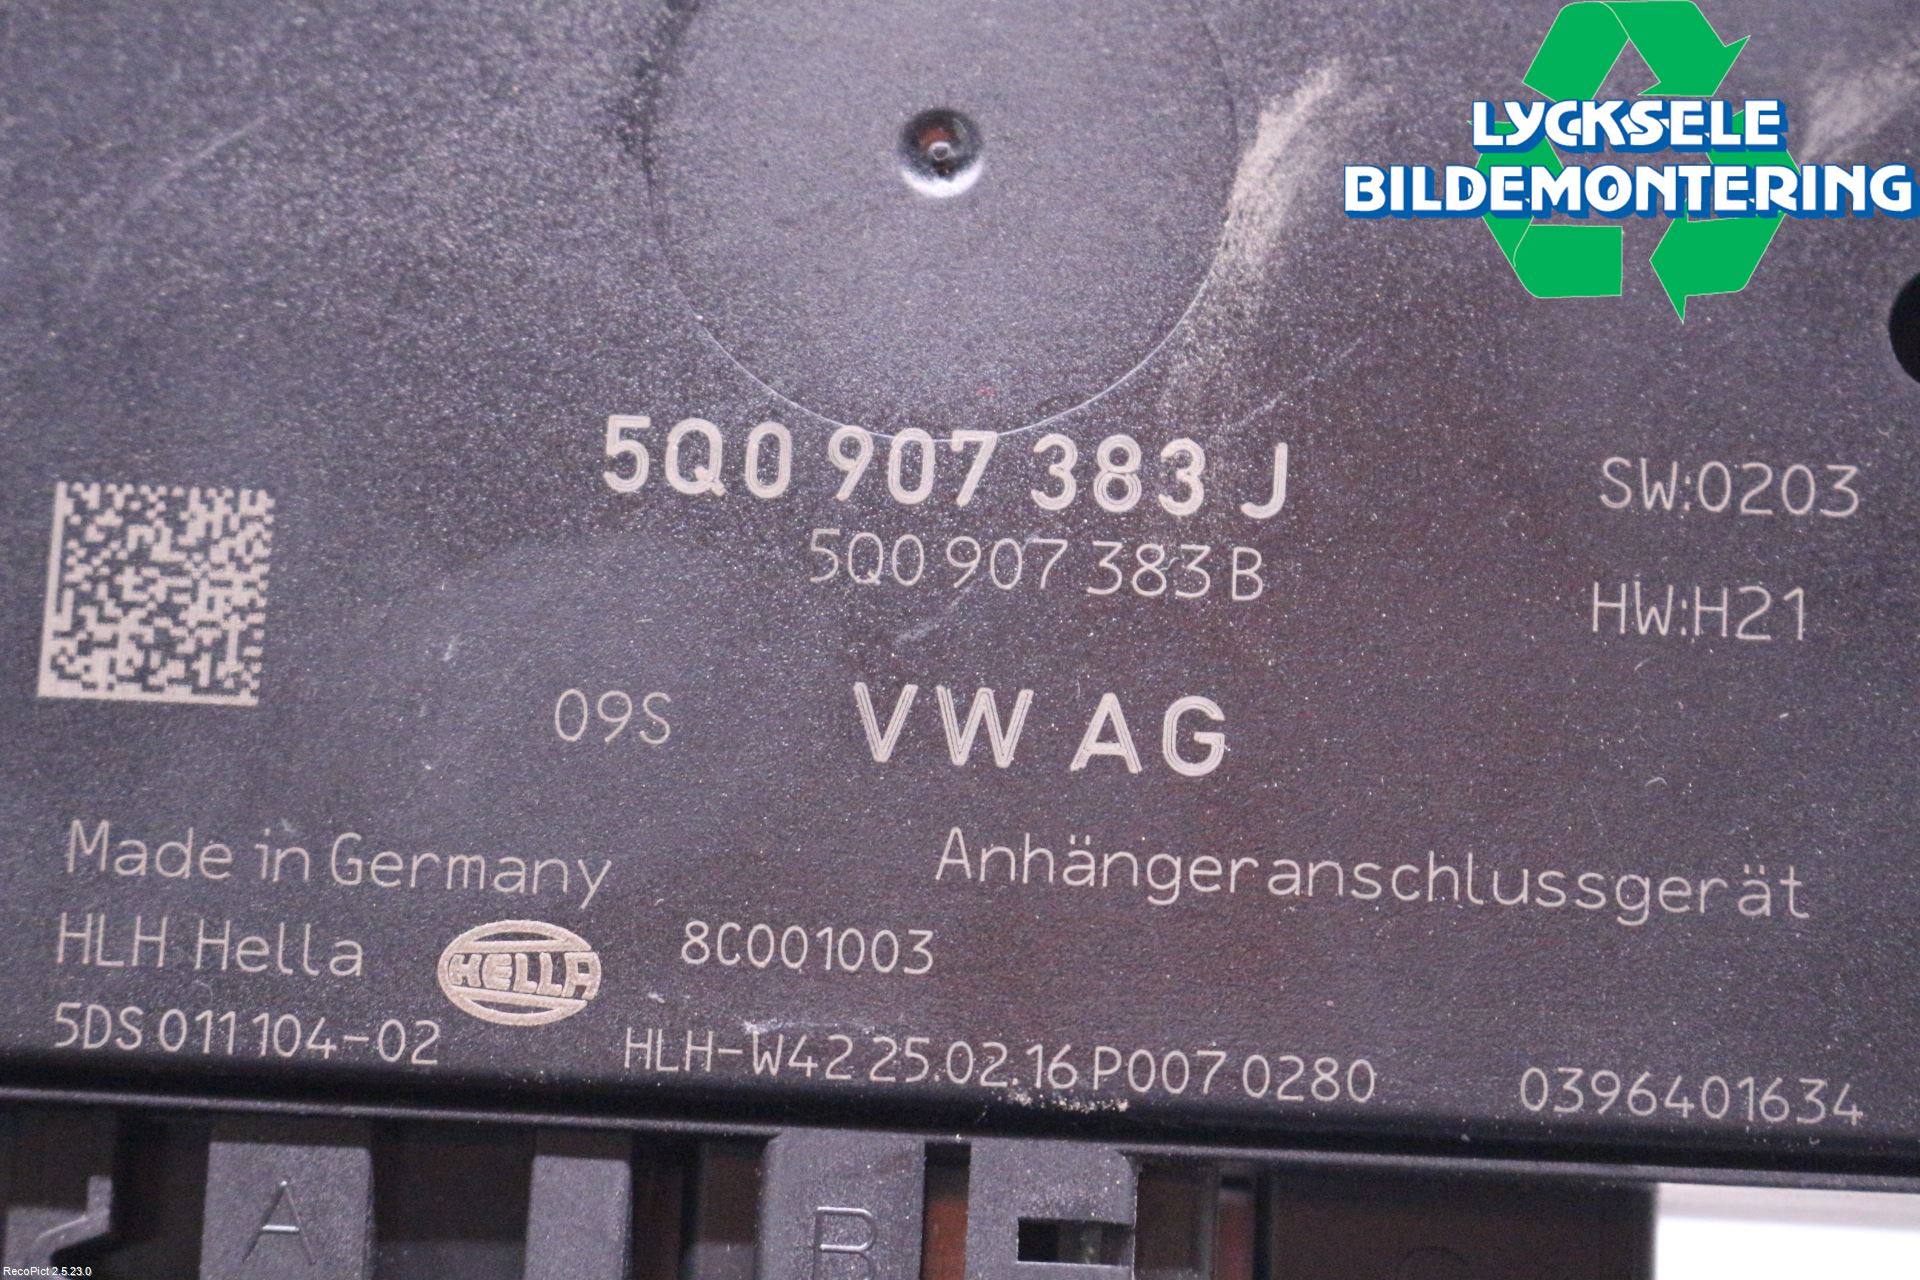 LYCKSELE
BILDEMONTERING
5Q0 907 383 J
SW:0203
5Q0 907 383 B
HW:H21
09S
VW AG
Made in Germany
Anhängeranschlussgerät
HLH Hella
HELLA
8C001003
5DS 011 104-02
HLH-W42 25.02.16 P007 0280
0396401634
A
B
RecoPict 2.5.23.0